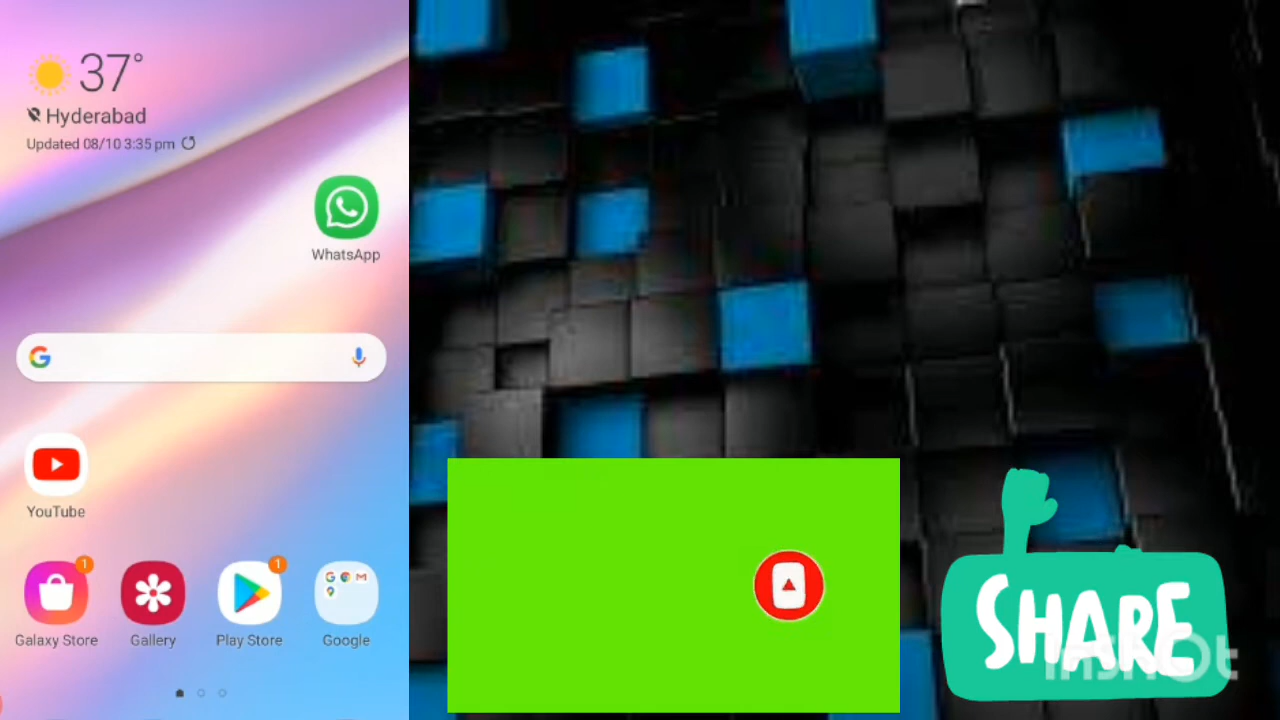 37°
Hyderabad
Updated 08/10 3:35 pm
WhatsApp
YouTube
1
1
Galaxy Store
Gallery
Play Store
Google
SHARE
INSHOT